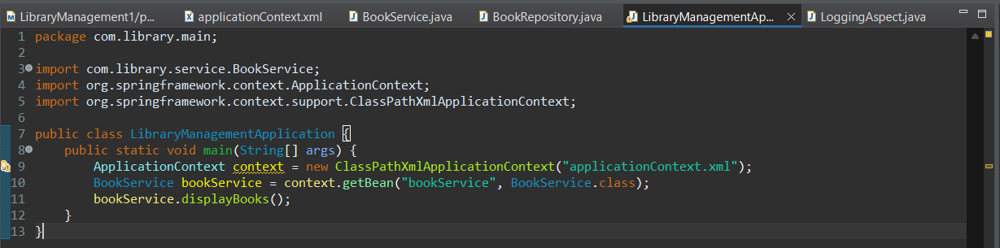 LibraryManagement1/p... applicationContext.xml BookService.java BookRepository.java LibraryManagementAp... LoggingAspect.java
1 package com.library.main;
2
3 import com.library.service.BookService;
4 import org.springframework.context.ApplicationContext;
5 import org.springframework.context.support.ClassPathXmlApplicationContext;
6
7 public class LibraryManagementApplication {
8 public static void main(String[] args) {
9 ApplicationContext context = new ClassPathXmlApplicationContext("applicationContext.xml");
10 BookService bookService = context.getBean("bookService", BookService.class);
11 bookService.displayBooks();
12 }
13 }